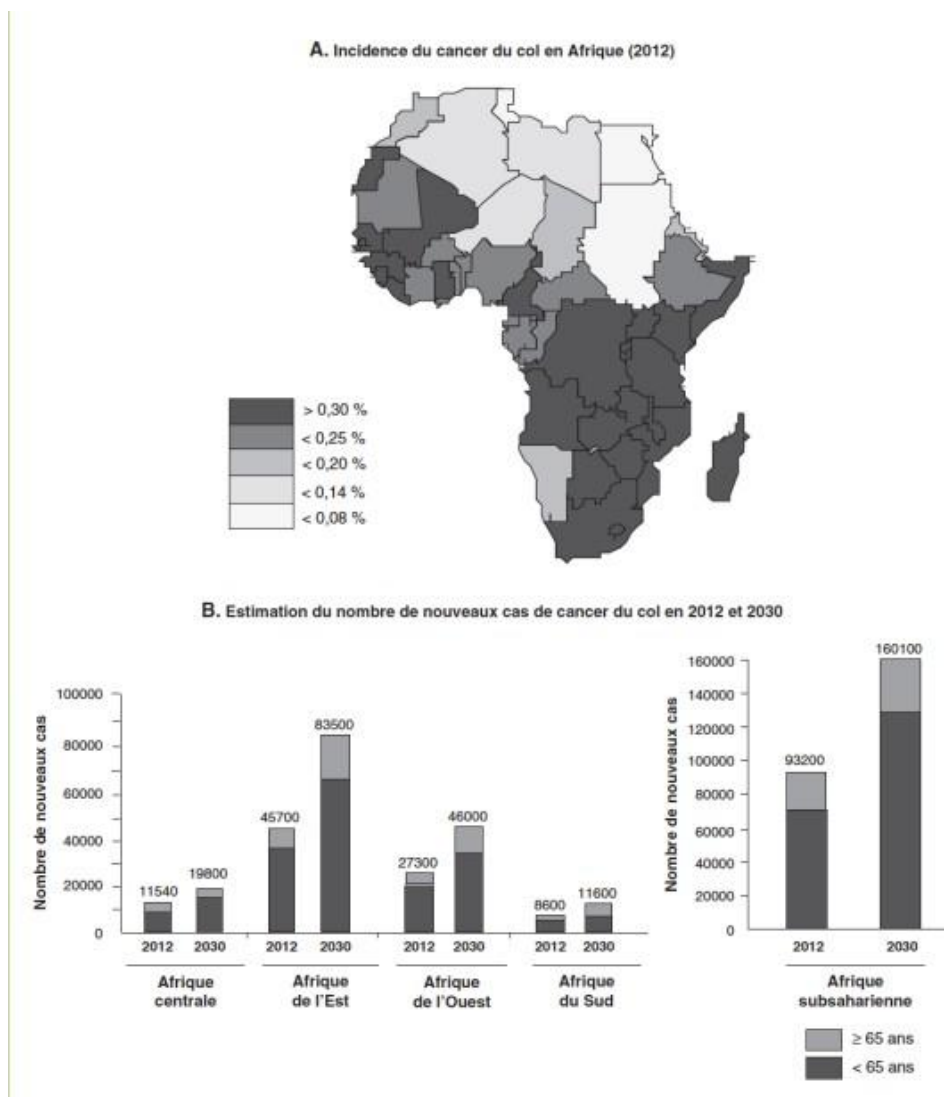 A. Incidence du cancer du col en Afrique (2012)
> 0,30 %
< 0,25 %
< 0,20 %
< 0,14 %
< 0,08 %
B. Estimation du nombre de nouveaux cas de cancer du col en 2012 et 2030
Nombre de nouveaux cas
100000
80000
60000
40000
20000
0
11540
19800
45700
83500
27300
46000
8600
11600
2012
2030
2012
2030
2012
2030
2012
2030
Afrique
centrale
Afrique
de l'Est
Afrique
de l'Ouest
Afrique
du Sud
Nombre de nouveaux cas
160000
140000
120000
100000
80000
60000
40000
20000
0
93200
160100
2012
2030
Afrique
subsaharienne
≥ 65 ans
< 65 ans